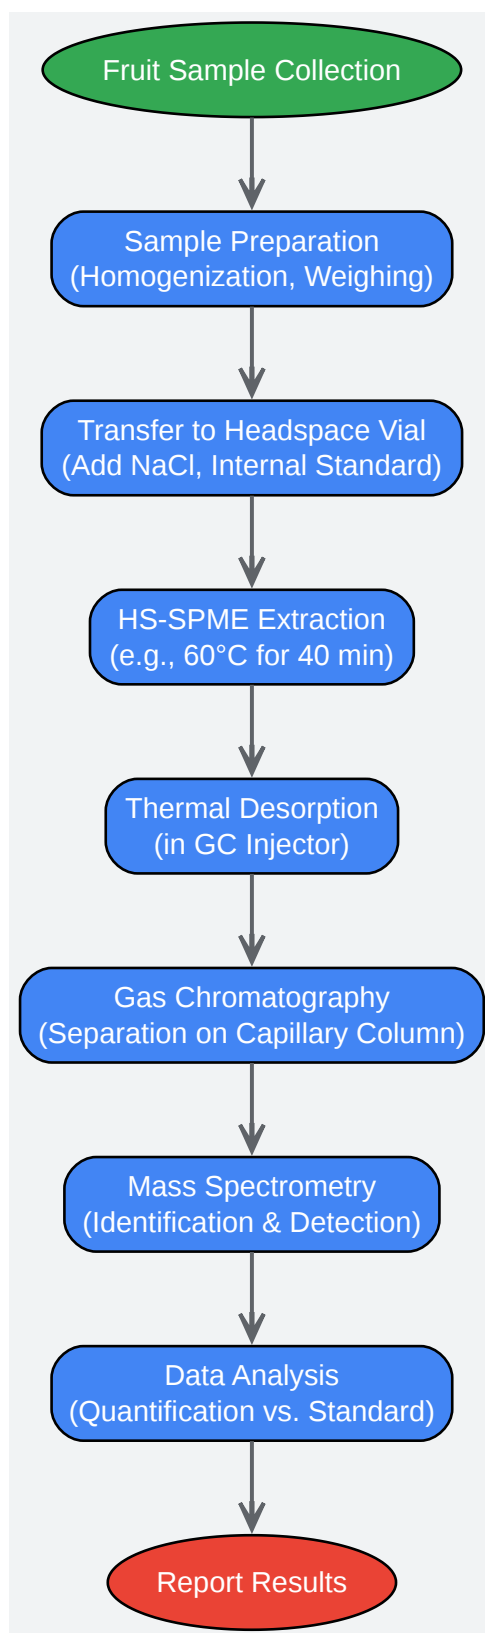 Fruit Sample Collection
Sample Preparation
(Homogenization, Weighing)
Transfer to Headspace Vial
(Add NaCl, Internal Standard)
HS-SPME Extraction
(e.g., 60°C for 40 min)
Thermal Desorption
(in GC Injector)
Gas Chromatography
(Separation on Capillary Column)
Mass Spectrometry
(Identification & Detection)
Data Analysis
(Quantification vs. Standard)
Report Results